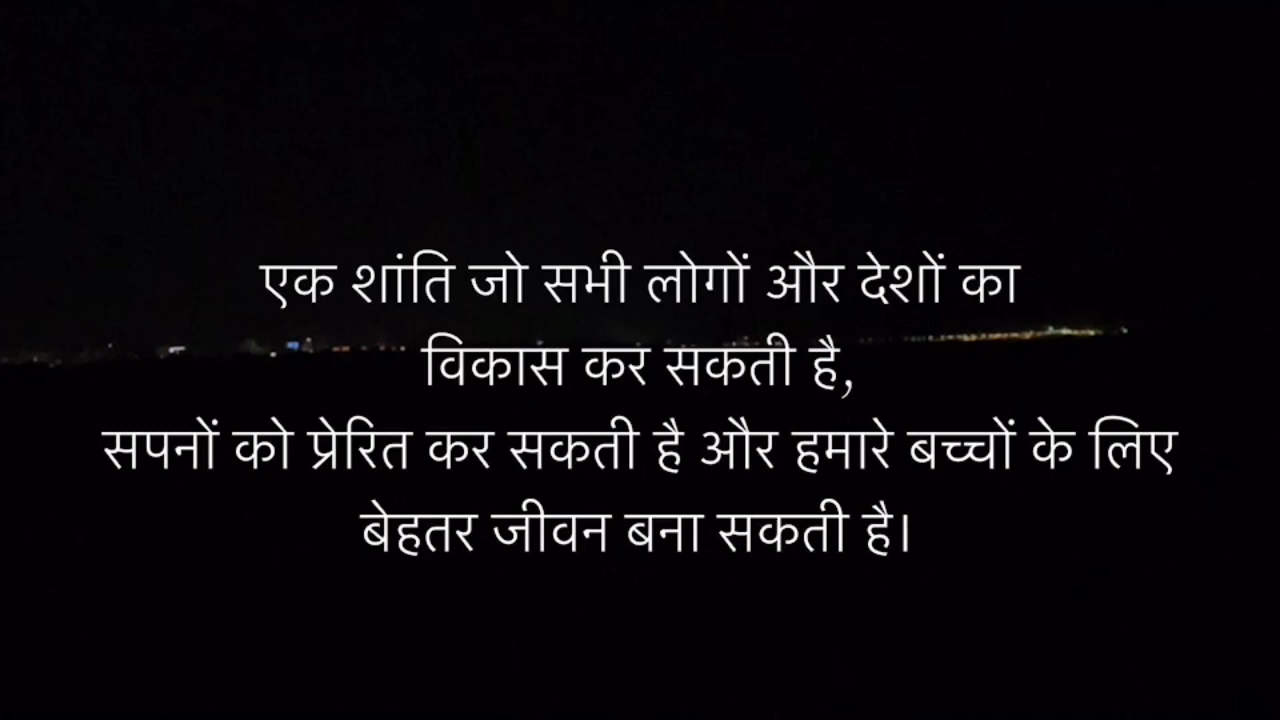 एक शांति जो सभी लोगों और देशों का
विकास कर सकती है,
सपनों को प्रेरित कर सकती है और हमारे बच्चों के लिए
बेहतर जीवन बना सकती है।